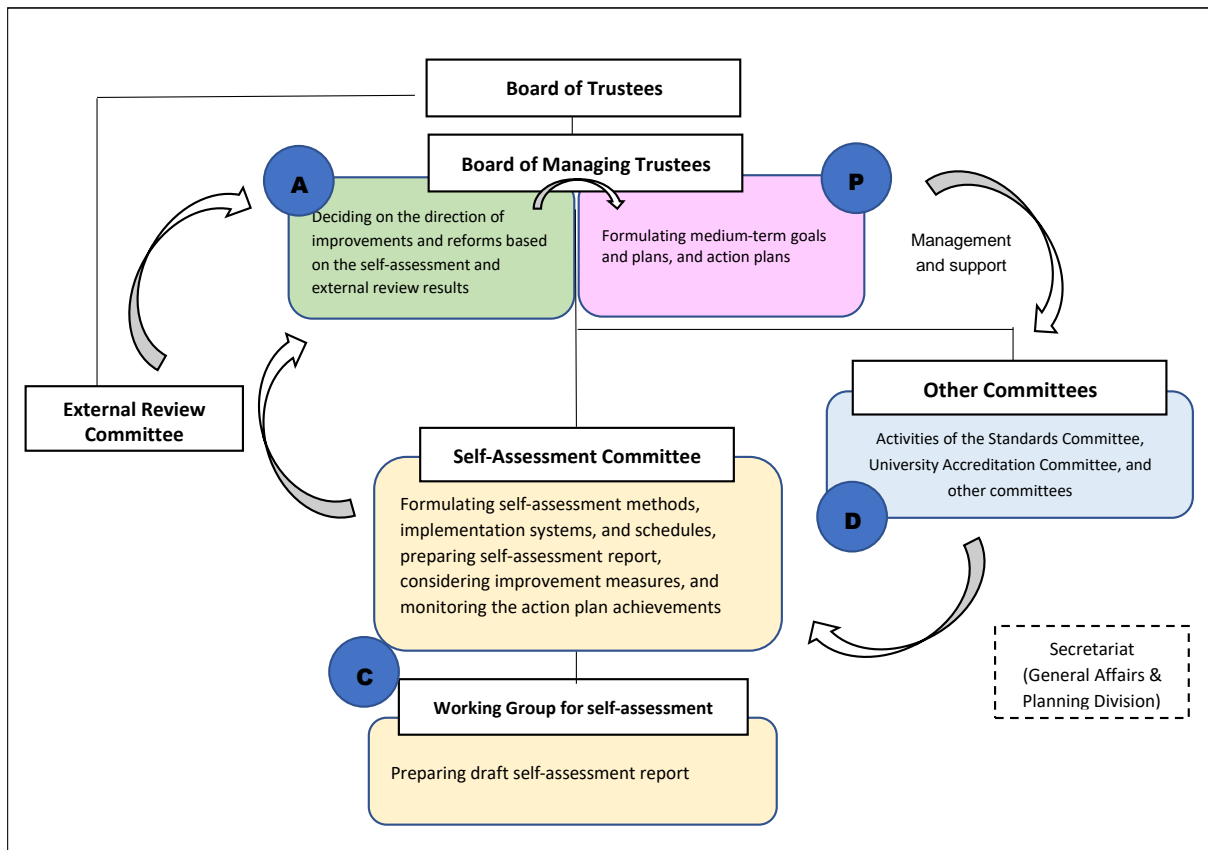 Board of Trustees
Board of Managing Trustees
A
P
Deciding on the direction of
improvements and reforms based
on the self-assessment and
external review results
Formulating medium-term goals
and plans, and action plans
Management
and support
External Review
Committee
Other Committees
Activities of the Standards Committee,
University Accreditation Committee, and
other committees
D
Self-Assessment Committee
Formulating self-assessment methods,
implementation systems, and schedules,
preparing self-assessment report,
considering improvement measures, and
monitoring the action plan achievements
C
Working Group for self-assessment
Preparing draft self-assessment report
Secretariat
(General Affairs &
Planning Division)